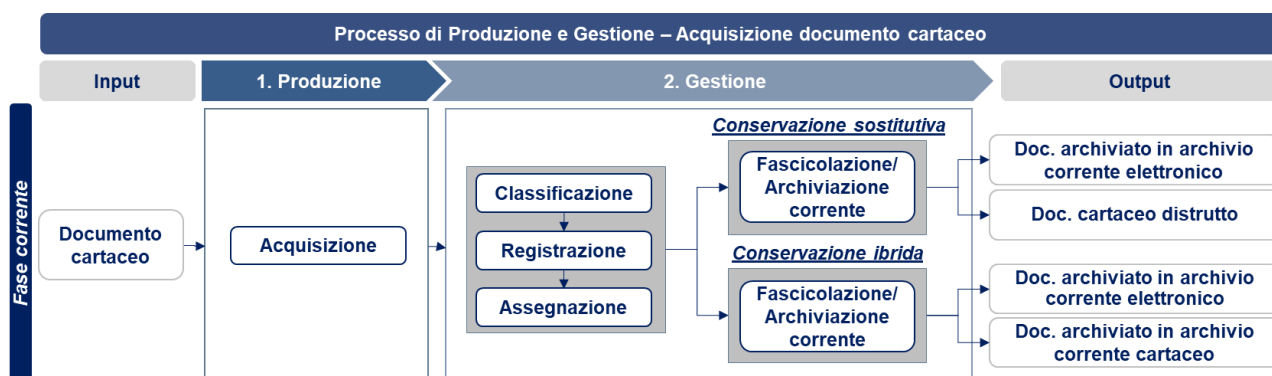 Processo di Produzione e Gestione – Acquisizione documento cartaceo
Input
1. Produzione
2. Gestione
Output
Fase corrente
Documento
cartaceo
Acquisizione
Classificazione
Registrazione
Assegnazione
Conservazione sostitutiva
Fascicolazione/
Archiviazione
corrente
Conservazione ibrida
Fascicolazione/
Archiviazione
corrente
Doc. archiviato in archivio
corrente elettronico
Doc. cartaceo distrutto
Doc. archiviato in archivio
corrente elettronico
Doc. archiviato in archivio
corrente cartaceo